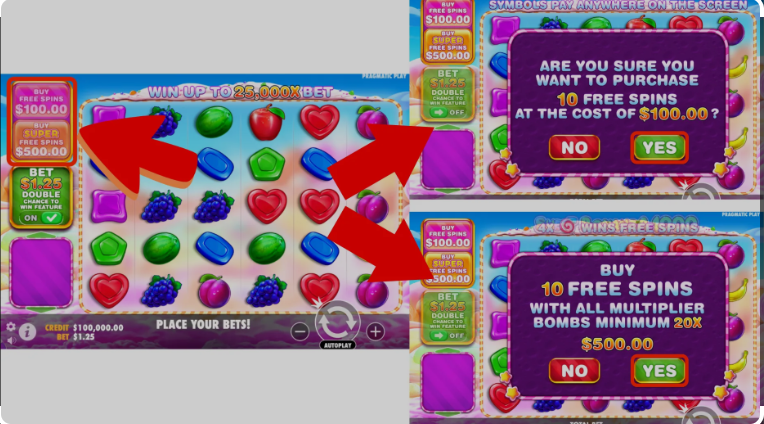 PRAGMATIC PLAY
WIN UP TO 25,000X BET
BUY
FREE SPINS
$100.00
BUY
SUPER
FREE SPINS
$500.00
BET
$1.25
DOUBLE
CHANCE TO
WIN FEATURE
ON
CREDIT $100,000.00
BET $1.25
PLACE YOUR BETS!
AUTOPLAY
SYMBOLS PAY ANYWHERE ON THE SCREEN
FREE SPINS
$100.00
BUY
SUPER
FREE SPINS
$500.00
BET
$1.25
DOUBLE
CHANCE TO
WIN FEATURE
OFF
ARE YOU SURE YOU
WANT TO PURCHASE
10 FREE SPINS
AT THE COST OF $100.00?
NO
YES
PRAGMATIC PLAY
4X WINS FREE SPINS
BUY
FREE SPINS
$100.00
BUY
SUPER
FREE SPINS
$500.00
BET
$1.25
DOUBLE
CHANCE TO
WIN FEATURE
OFF
BUY
10 FREE SPINS
WITH ALL MULTIPLIER
BOMBS MINIMUM 20X
$500.00
NO
YES
TOTAL BET